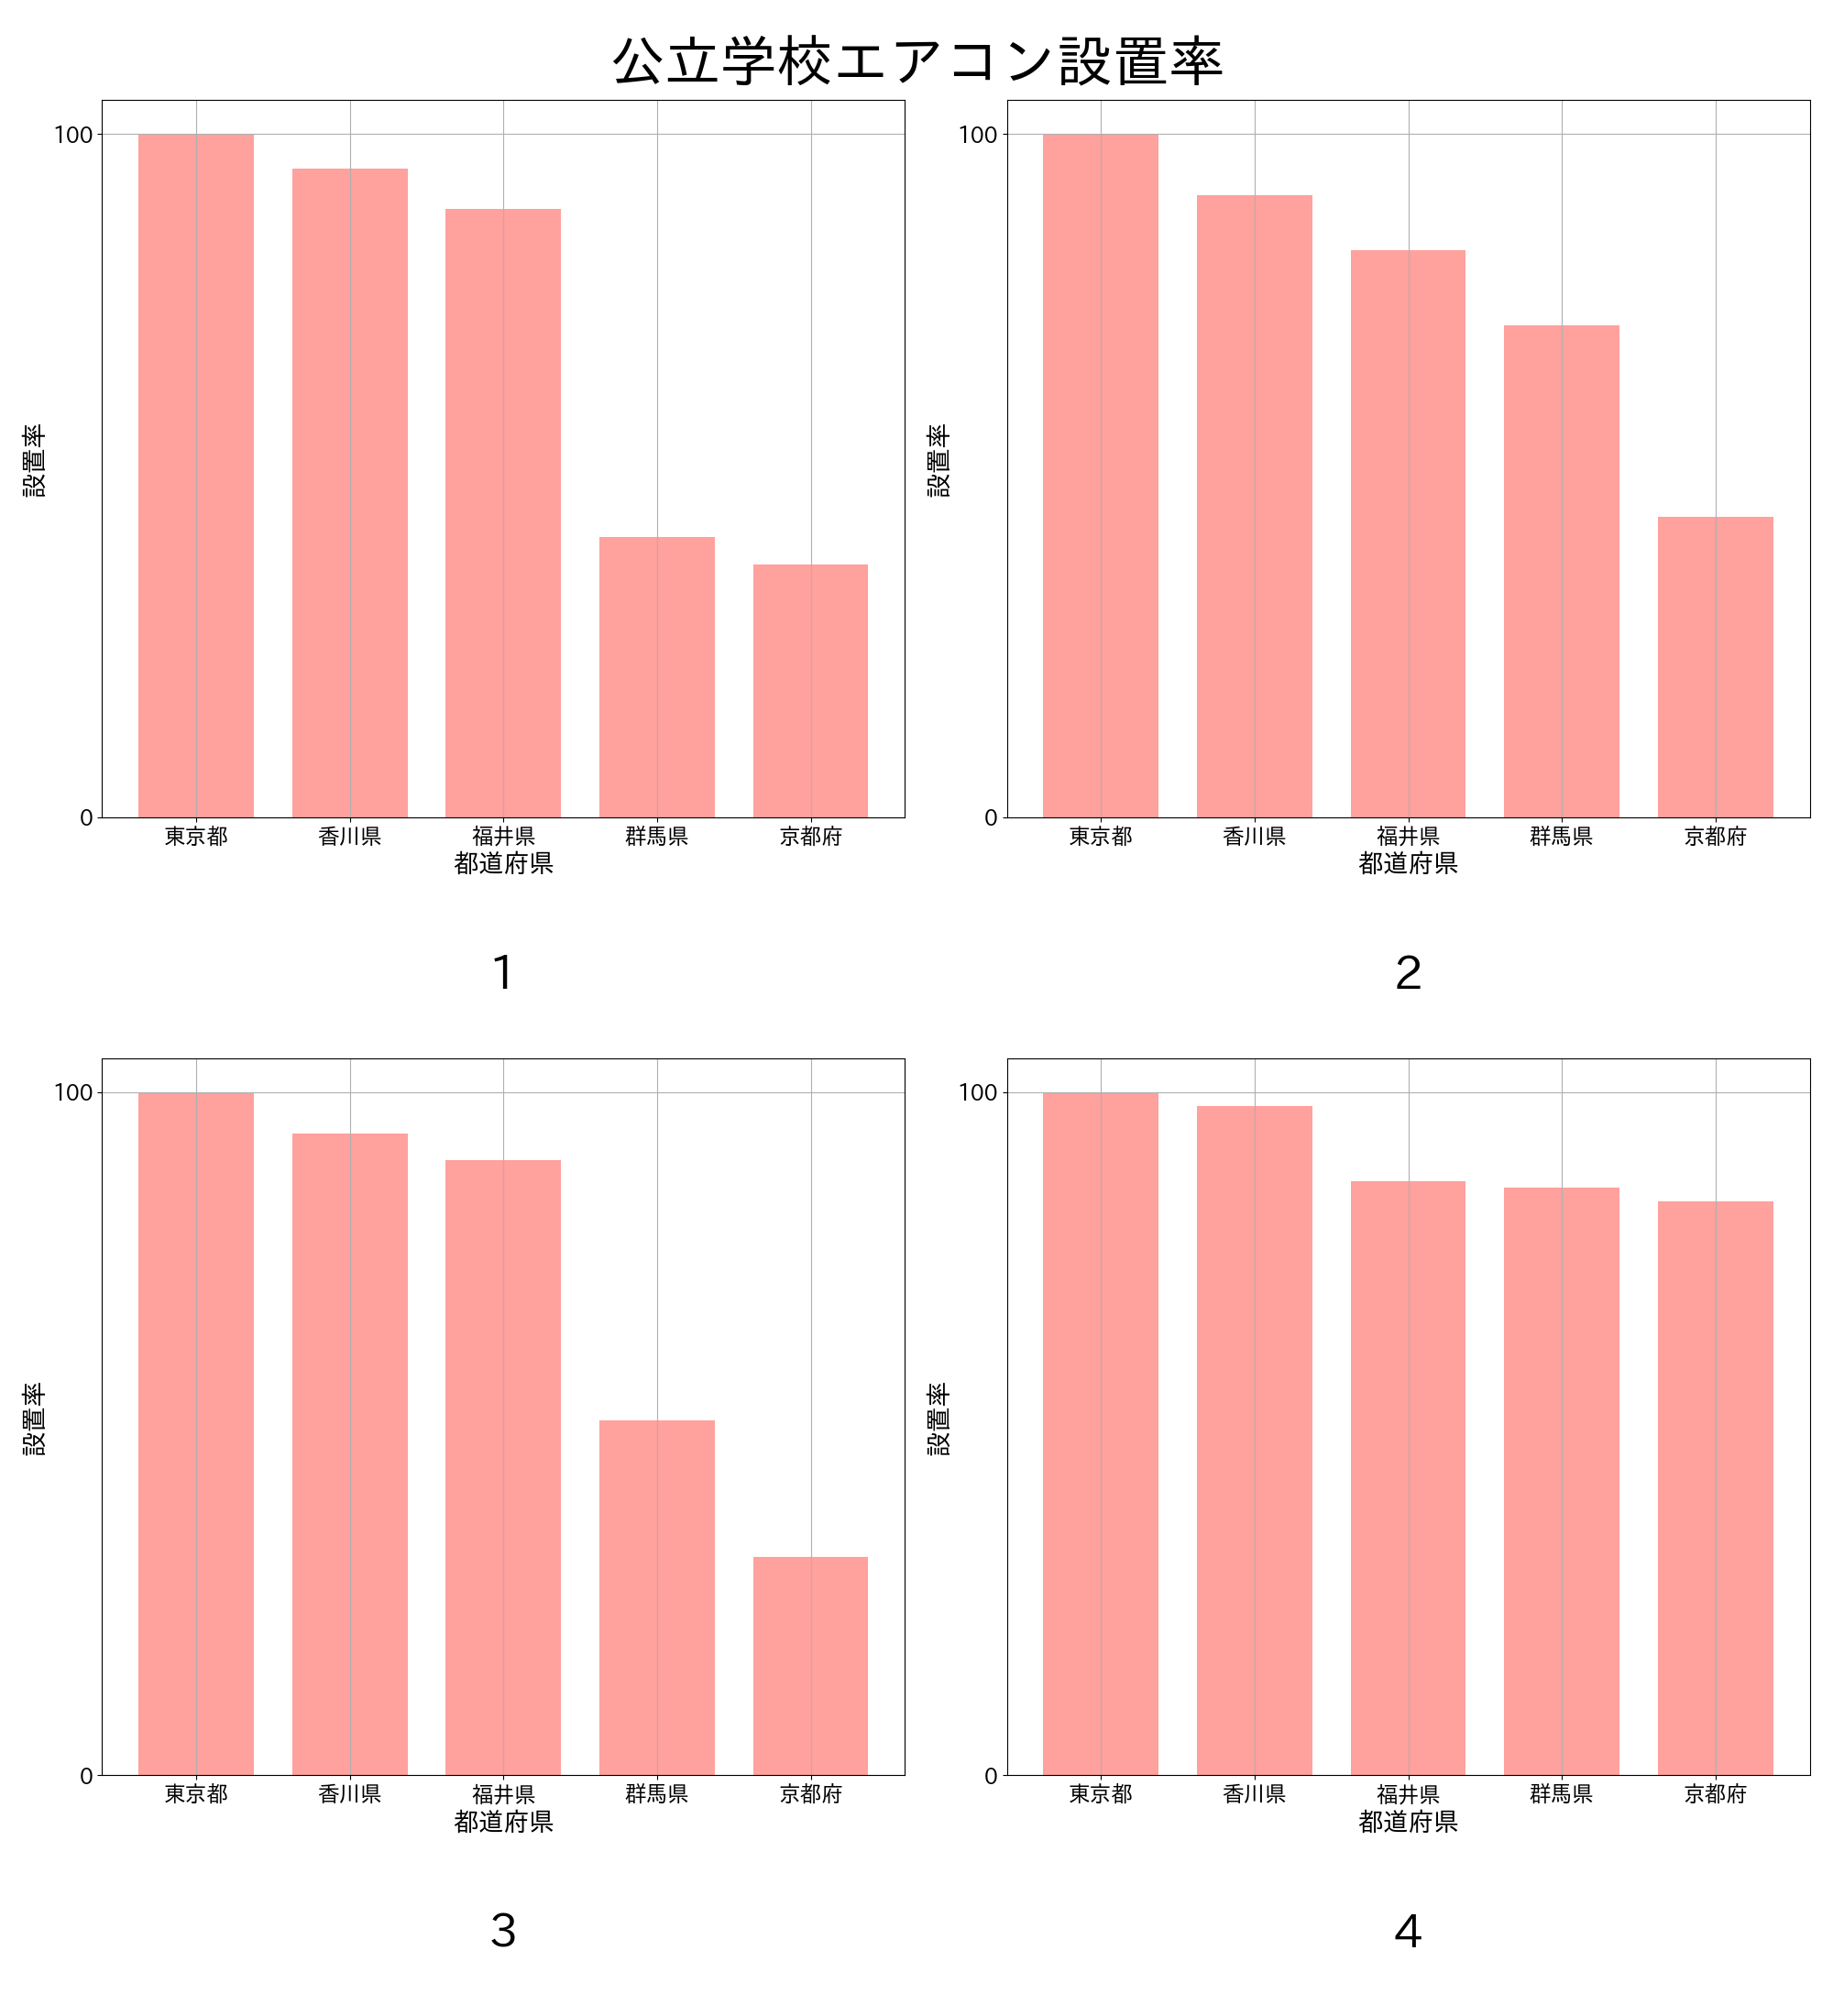 公立学校エアコン設置率
100
0
設置率
東京都 香川県 福井県 群馬県 京都府
都道府県
1
100
0
設置率
東京都 香川県 福井県 群馬県 京都府
都道府県
2
100
0
設置率
東京都 香川県 福井県 群馬県 京都府
都道府県
3
100
0
設置率
東京都 香川県 福井県 群馬県 京都府
都道府県
4